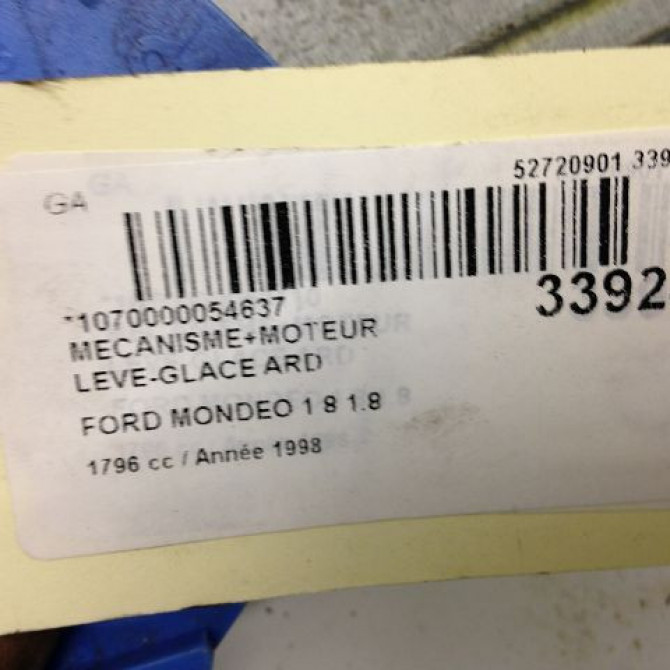 52720901 339
GA
3392
*1070000054637
MECANISME+MOTEUR
LEVE-GLACE ARD
FORD MONDEO 1 8 1.8
1796 cc / Année 1998